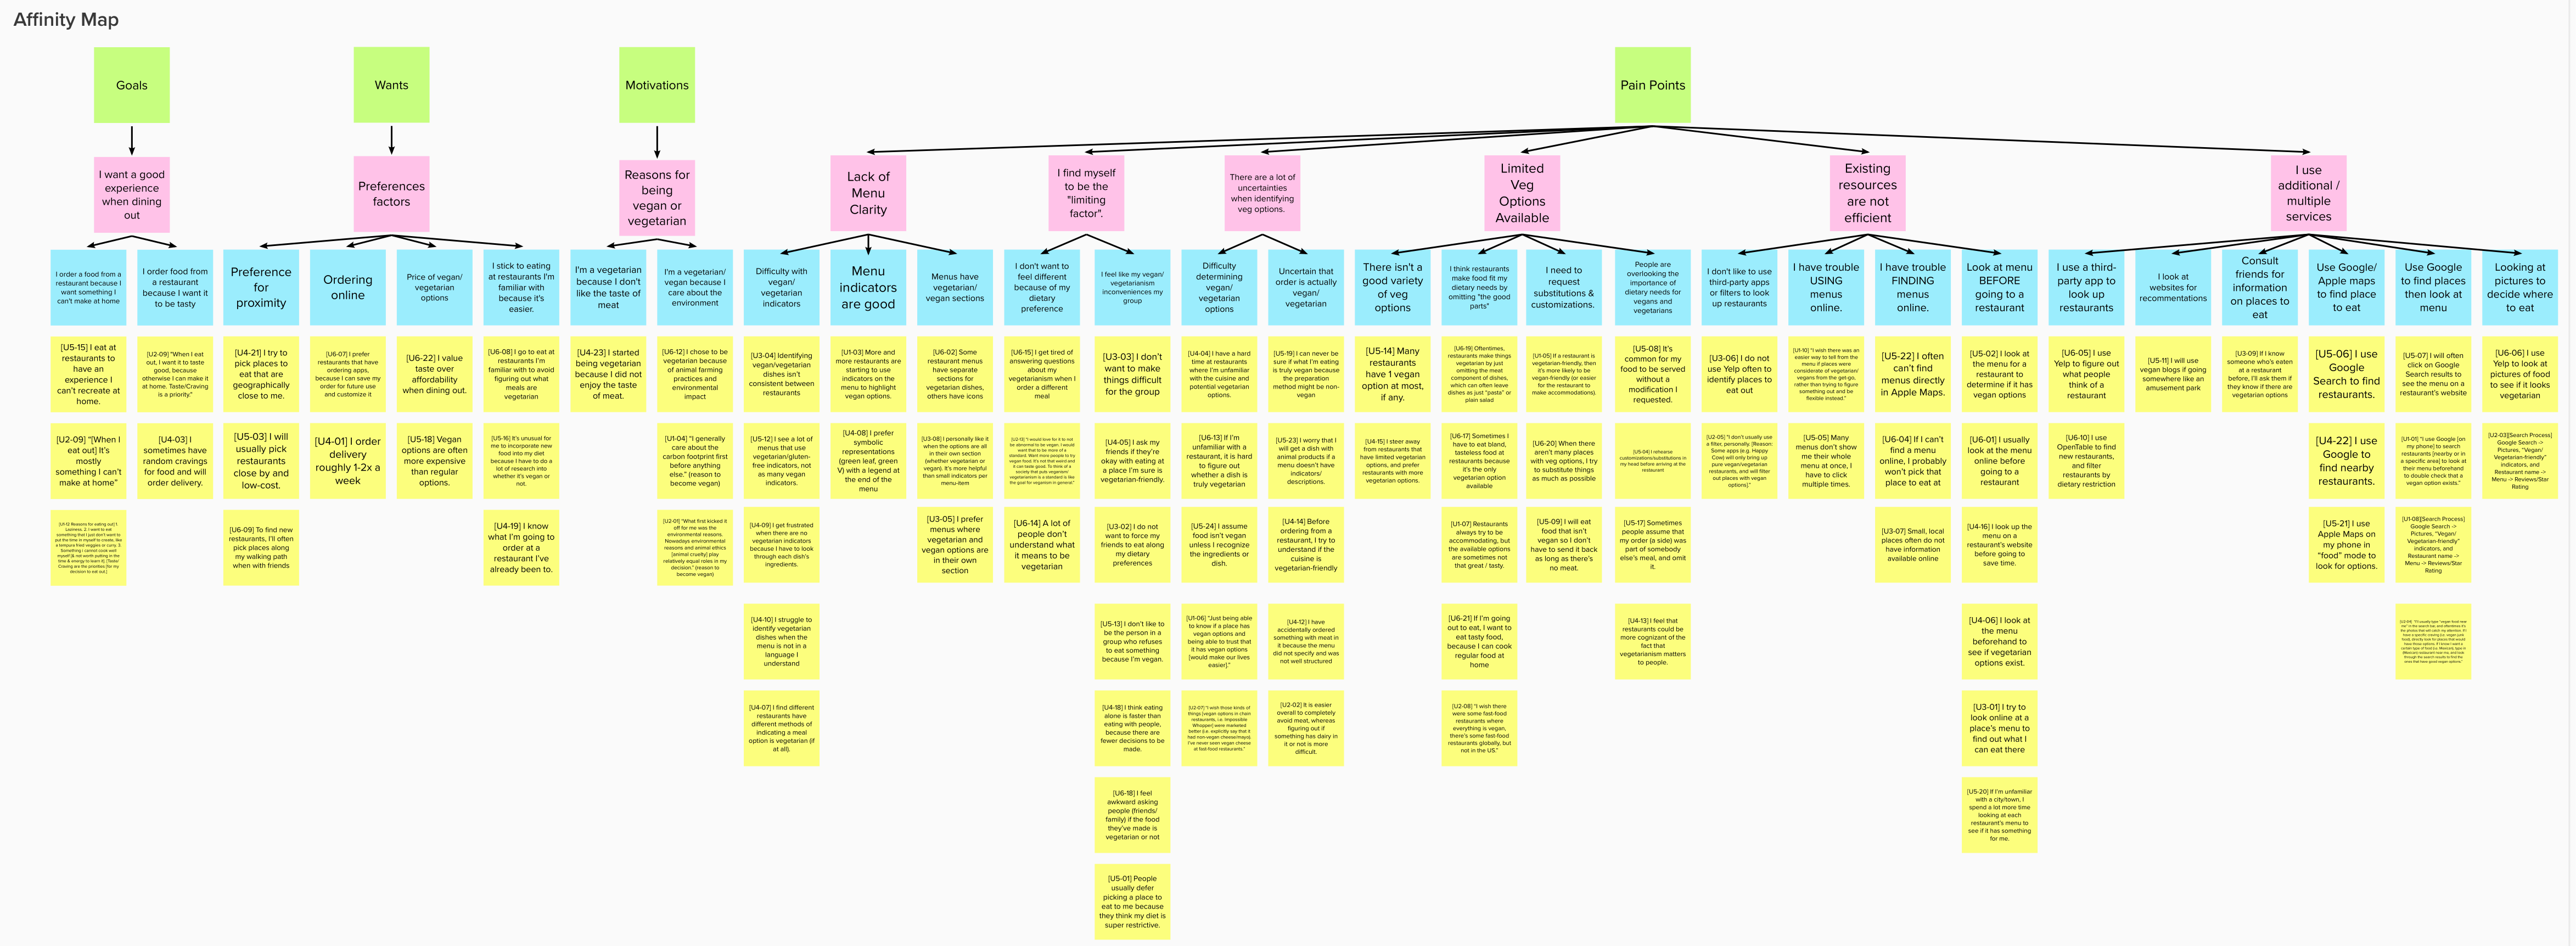 Affinity Map
Goals
Wants
Motivations
Pain Points
I want a good
experience
when dining
out
Preferences
factors
Reasons for
being
vegan or
vegetarian
Lack of
Menu
Clarity
I find myself
to be the
"limiting
factor".
There are a lot of
uncertainties
when identifying
veg options.
Limited
Veg
Options
Available
Existing
resources
are not
efficient
I use
additional /
multiple
services
I order a food from a
restaurant because I
want something I
can't make at home
I order food from
a restaurant
because I want it
to be tasty
Preference
for
proximity
Ordering
online
Price of vegan/
vegetarian
options
I stick to eating
at restaurants I'm
familiar with
because it's
easier.
I'm a vegetarian
because I don't
like the taste of
meat
I'm a vegetarian/
vegan because I
care about the
environment
Difficulty with
vegan/
vegetarian
indicators
Menu
indicators
are good
Menus have
vegetarian/
vegan sections
I don't want to
feel different
because of my
dietary
preference
I feel like my vegan/
vegetarianism
inconveniences my
group
Difficulty
determining
vegan/
vegetarian
options
Uncertain that
order is actually
vegan/
vegetarian
There isn't a
good variety
of veg
options
I think restaurants
make food fit my
dietary needs by
omitting "the good
parts"
I need to
request
substitutions &
customizations.
People are
overlooking the
importance of
dietary needs for
vegans and
vegetarians
I don't like to use
third-party apps
or filters to look
up restaurants
I have trouble
USING
menus
online.
I have trouble
FINDING
menus
online.
Look at menu
BEFORE
going to a
restaurant
I use a third-
party app to
look up
restaurants
I look at
websites for
recommentations
Consult
friends for
information
on places to
eat
Use Google/
Apple maps
to find place
to eat
Use Google
to find places
then look at
menu
Looking at
pictures to
decide where
to eat
[U5-15] I eat at
restaurants to
have an
experience I
can't recreate at
home.
[U2-09] "When I
eat out, I want it to taste
good, because
otherwise I can make it
at home. Taste/Craving
is a priority."
[U4-21] I try to
pick places to
eat that are
geographically
close to me.
[U6-07] I prefer
restaurants that have
ordering apps,
because I can save my
order for future use
and customize it
[U6-22] I value
taste over
affordability
when dining out.
[U6-08] I go to eat at
restaurants I'm
familiar with to avoid
figuring out what
meals are
vegetarian
[U4-23] I started
being vegetarian
because I did not
enjoy the taste
of meat.
[U6-12] I chose to be
vegetarian because
of animal farming
practices and
environmental
impact
[U3-04] Identifying
vegan/vegetarian
dishes isn't
consistent between
restaurants
[U1-03] More and
more restaurants are
starting to use
indicators on the
menu to highlight
vegan options.
[U6-02] Some
restaurant menus
have separate
sections for
vegetarian dishes,
others have icons
[U6-15] I get tired of
answering questions
about my
vegetarianism when I
order a different
meal
[U3-03] I don't
want to make
things difficult
for the group
[U4-04] I have a hard
time at restaurants
where I'm unfamiliar
with the cuisine and
potential vegetarian
options.
[U5-19] I can never be
sure if what I'm eating
is truly vegan because
the preparation
method might be non-
vegan
[U5-14] Many
restaurants
have 1 vegan
option at most,
if any.
[U6-19] Oftentimes,
restaurants make things
vegetarian by just
omitting the meat
component of dishes,
which can often leave
dishes as just "pasta" or
plain salad
[U1-05] If a restaurant is
vegetarian-friendly, then
it's more likely to be
vegan-friendly (or easier
for the restaurant to
make accommodations).
[U5-08] It's
common for my
food to be served
without a
modification I
requested.
[U3-06] I do not
use Yelp often to
identify places to
eat out
[U1-10] "I wish there was an
easier way to tell from the
menu if places were
considerate of vegetarian/
vegans from the get-go,
rather than trying to figure
something out and be
flexible instead."
[U5-22] I often
can't find
menus directly
in Apple Maps.
[U5-02] I look at
the menu for a
restaurant to
determine if it has
vegan options
[U6-05] I use
Yelp to figure out
what people
think of a
restaurant
[U5-11] I will use
vegan blogs if going
somewhere like an
amusement park
[U3-09] If I know
someone who's eaten
at a restaurant
before, I'll ask them if
they know if there are
vegetarian options
[U5-06] I use
Google
Search to find
restaurants.
[U5-07] I will often
click on Google
Search results to
see the menu on a
restaurant's website
[U6-06] I use
Yelp to look at
pictures of food
to see if it looks
vegetarian
[U2-09] "[When I
eat out] It's
mostly
something I can't
make at home"
[U4-03] I
sometimes have
random cravings
for food and will
order delivery.
[U5-03] I will
usually pick
restaurants
close by and
low-cost.
[U4-01] I order
delivery
roughly 1-2x a
week
[U5-18] Vegan
options are often
more expensive
than regular
options.
[U5-16] It's unusual for
me to incorporate new
food into my diet
because I have to do a
lot of research into
whether it's vegan or
not.
[U1-04] "I generally
care about the
carbon footprint first
before anything
else." (reason to
become vegan)
[U5-12] I see a lot of
menus that use
vegetarian/gluten-
free indicators, not
as many vegan
indicators.
[U4-08] I prefer
symbolic
representations
(green leaf, green
V) with a legend at
the end of the
menu
[U3-08] I personally like it
when the options are all
in their own section
(whether vegetarian or
vegan). It's more helpful
than small indicators per
menu-item
[U2-13] "I would love for it to not
be abnormal to be vegan. I would
want that to be more of a
standard. Want more people to try
vegan food. It's not that weird and
it can taste good. To think of a
society that puts veganism/
vegetarianism is a standard is like
the goal for veganism in general."
[U4-05] I ask my
friends if they're
okay with eating at
a place I'm sure is
vegetarian-friendly.
[U6-13] If I'm
unfamiliar with a
restaurant, it is hard
to figure out
whether a dish is
truly vegetarian
[U5-23] I worry that I
will get a dish with
animal products if a
menu doesn't have
indicators/
descriptions.
[U4-15] I steer away
from restaurants that
have limited vegetarian
options, and prefer
restaurants with more
vegetarian options.
[U6-17] Sometimes I
have to eat bland,
tasteless food at
restaurants because
it's the only
vegetarian option
available
[U6-20] When there
aren't many places
with veg options, I try
to substitute things
as much as possible
[U5-04] I rehearse
customizations/substitutions in
my head before arriving at the
restaurant
[U2-05] "I don't usually use
a filter, personally. [Reason:
Some apps (e.g. Happy
Cow) will only bring up
pure vegan/vegetarian
restaurants, and will filter
out places with vegan
options]."
[U5-05] Many
menus don't show
me their whole
menu at once, I
have to click
multiple times.
[U6-04] If I can't
find a menu
online, I probably
won't pick that
place to eat at
[U6-01] I usually
look at the menu
online before
going to a
restaurant
[U6-10] I use
OpenTable to find
new restaurants,
and filter
restaurants by
dietary restriction
[U4-22] I use
Google to
find nearby
restaurants.
[U1-01] "I use Google [on
my phone] to search
restaurants [nearby or in
a specific area] to look at
their menu beforehand
to double check that a
vegan option exists."
[U2-03][Search Process]
Google Search ->
Pictures, "Vegan/
Vegetarian-friendly"
indicators, and
Restaurant name ->
Menu -> Reviews/Star
Rating
[U6-09] To find new
restaurants, I'll often
pick places along
my walking path
when with friends
[U4-19] I know
what I'm going to
order at a
restaurant I've
already been to.
[U2-01] "What first kicked it
off for me was the
environmental reasons.
Nowadays environmental
reasons and animal ethics
[animal cruelty] play
relatively equal roles in my
decision." (reason to
become vegan)
[U4-09] I get frustrated
when there are no
vegetarian indicators
because I have to look
through each dish's
ingredients.
[U3-05] I prefer
menus where
vegetarian and
vegan options are
in their own
section
[U6-14] A lot of
people don't
understand what
it means to be
vegetarian
[U3-02] I do not
want to force my
friends to eat along
my dietary
preferences
[U5-24] I assume
food isn't vegan
unless I recognize
the ingredients or
dish.
[U4-14] Before
ordering from a
restaurant, I try to
understand if the
cuisine is
vegetarian-friendly
[U1-07] Restaurants
always try to be
accommodating, but
the available options
are sometimes not
that great / tasty.
[U5-09] I will eat
food that isn't
vegan so I don't
have to send it back
as long as there's
no meat.
[U5-17] Sometimes
people assume that
my order (a side) was
part of somebody
else's meal, and omit
it.
[U3-07] Small, local
places often do not
have information
available online
[U4-16] I look up the
menu on a
restaurant's website
before going to
save time.
[U5-21] I use
Apple Maps on
my phone in
"food" mode to
look for options.
[U1-08][Search Process]
Google Search ->
Pictures, "Vegan/
Vegetarian-friendly"
indicators, and
Restaurant name ->
Menu -> Reviews/Star
Rating
[U4-10] I struggle to
identify vegetarian
dishes when the
menu is not in a
language I
understand
[U5-13] I don't like to
be the person in a
group who refuses
to eat something
because I'm vegan.
[U1-06] "Just being able
to know if a place has
vegan options and
being able to trust that
it has vegan options
[would make our lives
easier]."
[U4-12] I have
accidentally ordered
something with meat in
it because the menu
did not specify and was
not well structured
[U6-21] If I'm going
out to eat, I want to
eat tasty food,
because I can cook
regular food at
home
[U4-13] I feel that
restaurants could be
more cognizant of the
fact that
vegetarianism matters
to people.
[U4-06] I look at
the menu
beforehand to
see if vegetarian
options exist.
[U4-07] I find different
restaurants have
different methods of
indicating a meal
option is vegetarian (if
at all).
[U4-18] I think eating
alone is faster than
eating with people,
because there are
fewer decisions to be
made.
[U2-07] "I wish those kinds of
things [vegan options in chain
restaurants, i.e. Impossible
Whopper] were marketed
better (i.e. explicitly say that it
had non-vegan cheese/mayo).
I've never seen vegan cheese
at fast-food restaurants."
[U2-02] It is easier
overall to completely
avoid meat, whereas
figuring out if
something has dairy in
it or not is more
difficult.
[U2-08] "I wish
there were some
fast-food
restaurants where
everything is vegan,
there's some fast-food
restaurants globally, but
not in the US."
[U3-01] I try to
look online at a
place's menu to
find out what I
can eat there
[U6-18] I feel
awkward asking
people (friends/
family) if the food
they've made is
vegetarian or not
[U5-20] If I'm unfamiliar
with a city/town, I
spend a lot more time
looking at each
restaurant's menu to
see if it has something
for me.
[U5-01] People
usually defer
picking a place to
eat to me because
they think my diet is
super restrictive.